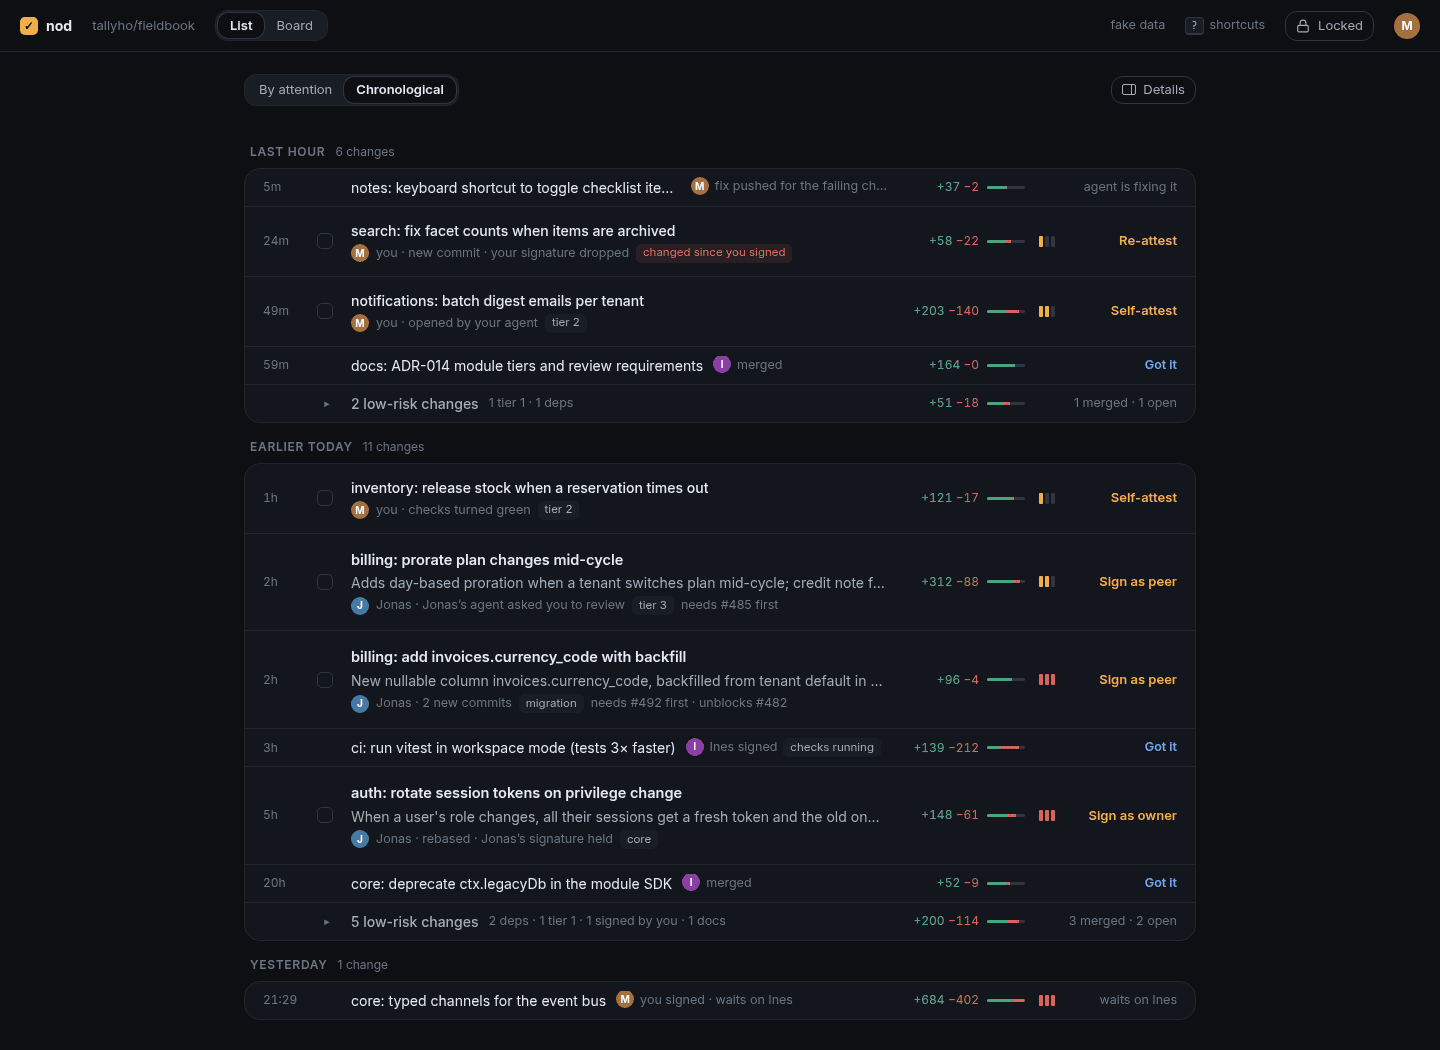 ✓ nod tallyho/fieldbook List Board fake data ? shortcuts Locked M
By attention Chronological Details
LAST HOUR 6 changes
5m notes: keyboard shortcut to toggle checklist ite... M fix pushed for the failing ch... +37 −2 agent is fixing it
search: fix facet counts when items are archived
24m +58 −22 Re-attest
M you · new commit · your signature dropped changed since you signed
notifications: batch digest emails per tenant
49m +203 −140 Self-attest
M you · opened by your agent tier 2
59m docs: ADR-014 module tiers and review requirements I merged +164 −0 Got it
▸ 2 low-risk changes 1 tier 1 · 1 deps +51 −18 1 merged · 1 open
EARLIER TODAY 11 changes
inventory: release stock when a reservation times out
1h +121 −17 Self-attest
M you · checks turned green tier 2
billing: prorate plan changes mid-cycle
2h Adds day-based proration when a tenant switches plan mid-cycle; credit note f... +312 −88 Sign as peer
J Jonas · Jonas’s agent asked you to review tier 3 needs #485 first
billing: add invoices.currency_code with backfill
2h New nullable column invoices.currency_code, backfilled from tenant default in ... +96 −4 Sign as peer
J Jonas · 2 new commits migration needs #492 first · unblocks #482
3h ci: run vitest in workspace mode (tests 3× faster) I Ines signed checks running +139 −212 Got it
auth: rotate session tokens on privilege change
5h When a user's role changes, all their sessions get a fresh token and the old on... +148 −61 Sign as owner
J Jonas · rebased · Jonas’s signature held core
20h core: deprecate ctx.legacyDb in the module SDK I merged +52 −9 Got it
▸ 5 low-risk changes 2 deps · 1 tier 1 · 1 signed by you · 1 docs +200 −114 3 merged · 2 open
YESTERDAY 1 change
21:29 core: typed channels for the event bus M you signed · waits on Ines +684 −402 waits on Ines